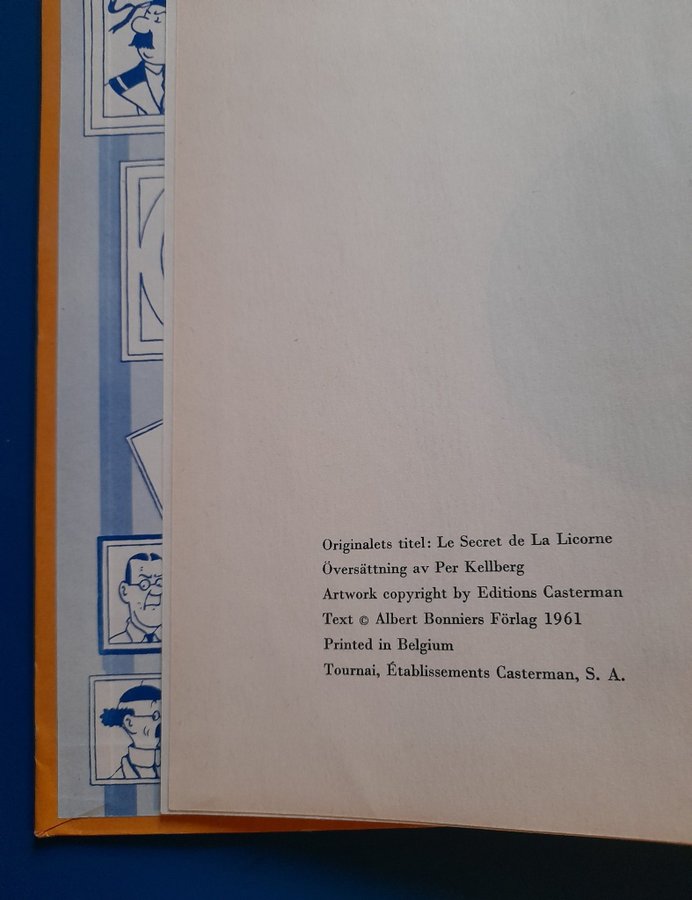 Originalets titel: Le Secret de La Licorne
Översättning av Per Kellberg
Artwork copyright by Editions Casterman
Text © Albert Bonniers Förlag 1961
Printed in Belgium
Tournai, Établissements Casterman, S. A.